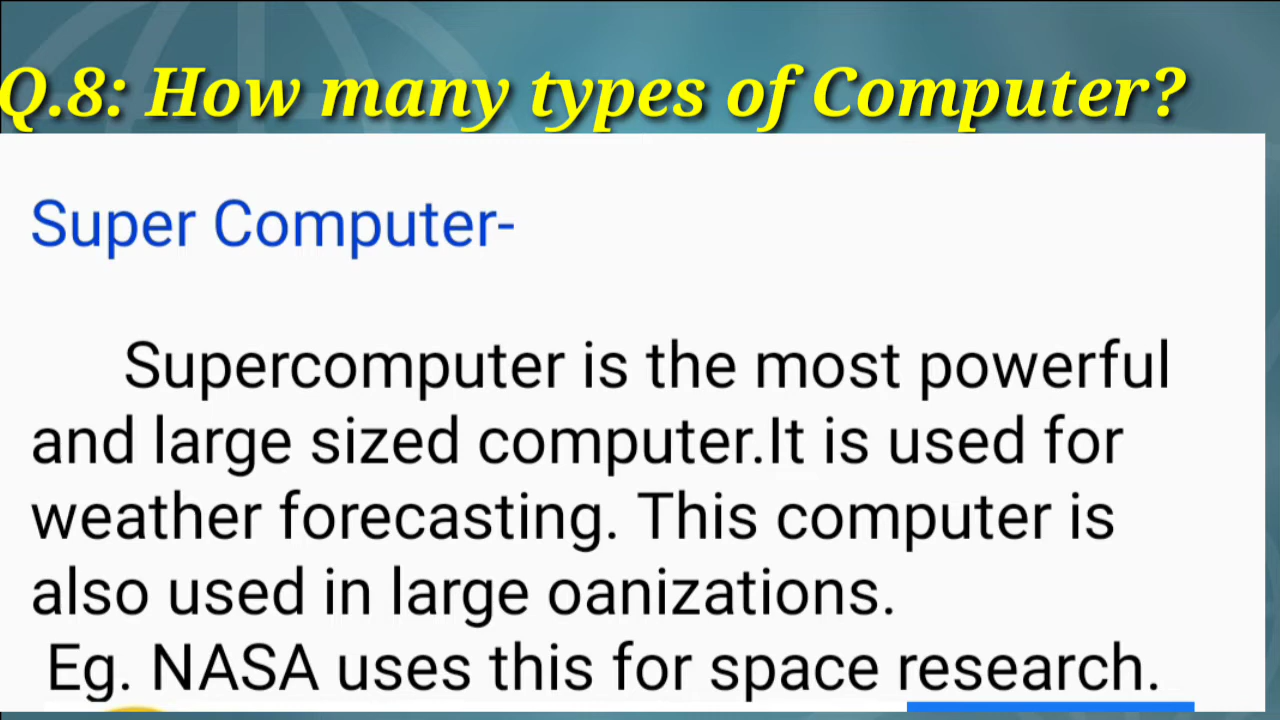 Q.8: How many types of Computer?
Super Computer-
Supercomputer is the most powerful
and large sized computer.It is used for
weather forecasting. This computer is
also used in large oanizations.
Eg. NASA uses this for space research.